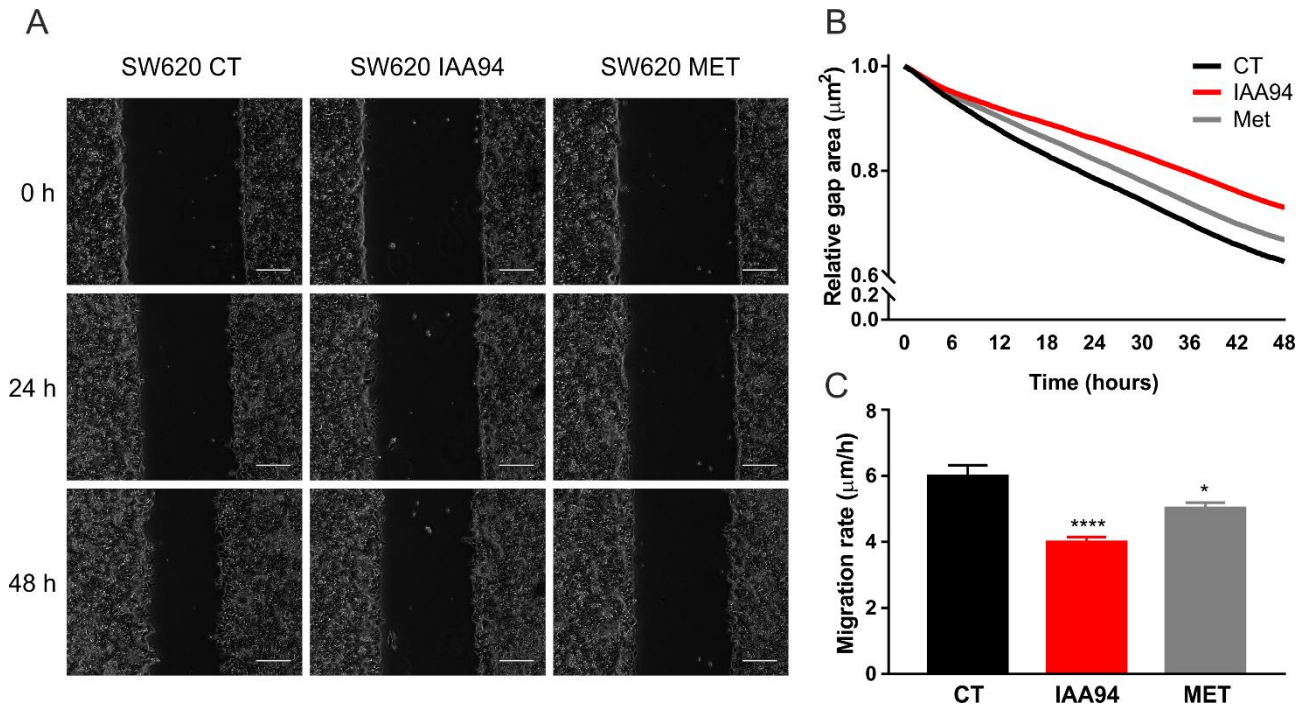 A
SW620 CT SW620 IAA94 SW620 MET
0 h
24 h
48 h
B
Relative gap area (μm²)
1.0
0.8
0.6
0.2
0.0
0 6 12 18 24 30 36 42 48
Time (hours)
CT
IAA94
Met
C
Migration rate (μm/h)
8
6
4
2
0
****
*
CT IAA94 MET